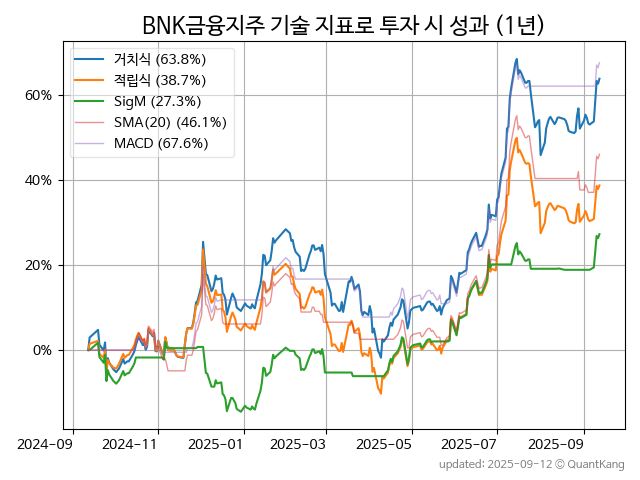 BNK금융지주 기술 지표로 투자 시 성과 (1년)
거치식 (63.8%)
적립식 (38.7%)
SigM (27.3%)
SMA(20) (46.1%)
MACD (67.6%)
60%
40%
20%
0%
2024-09 2024-11 2025-01 2025-03 2025-05 2025-07 2025-09
updated: 2025-09-12 © QuantKang